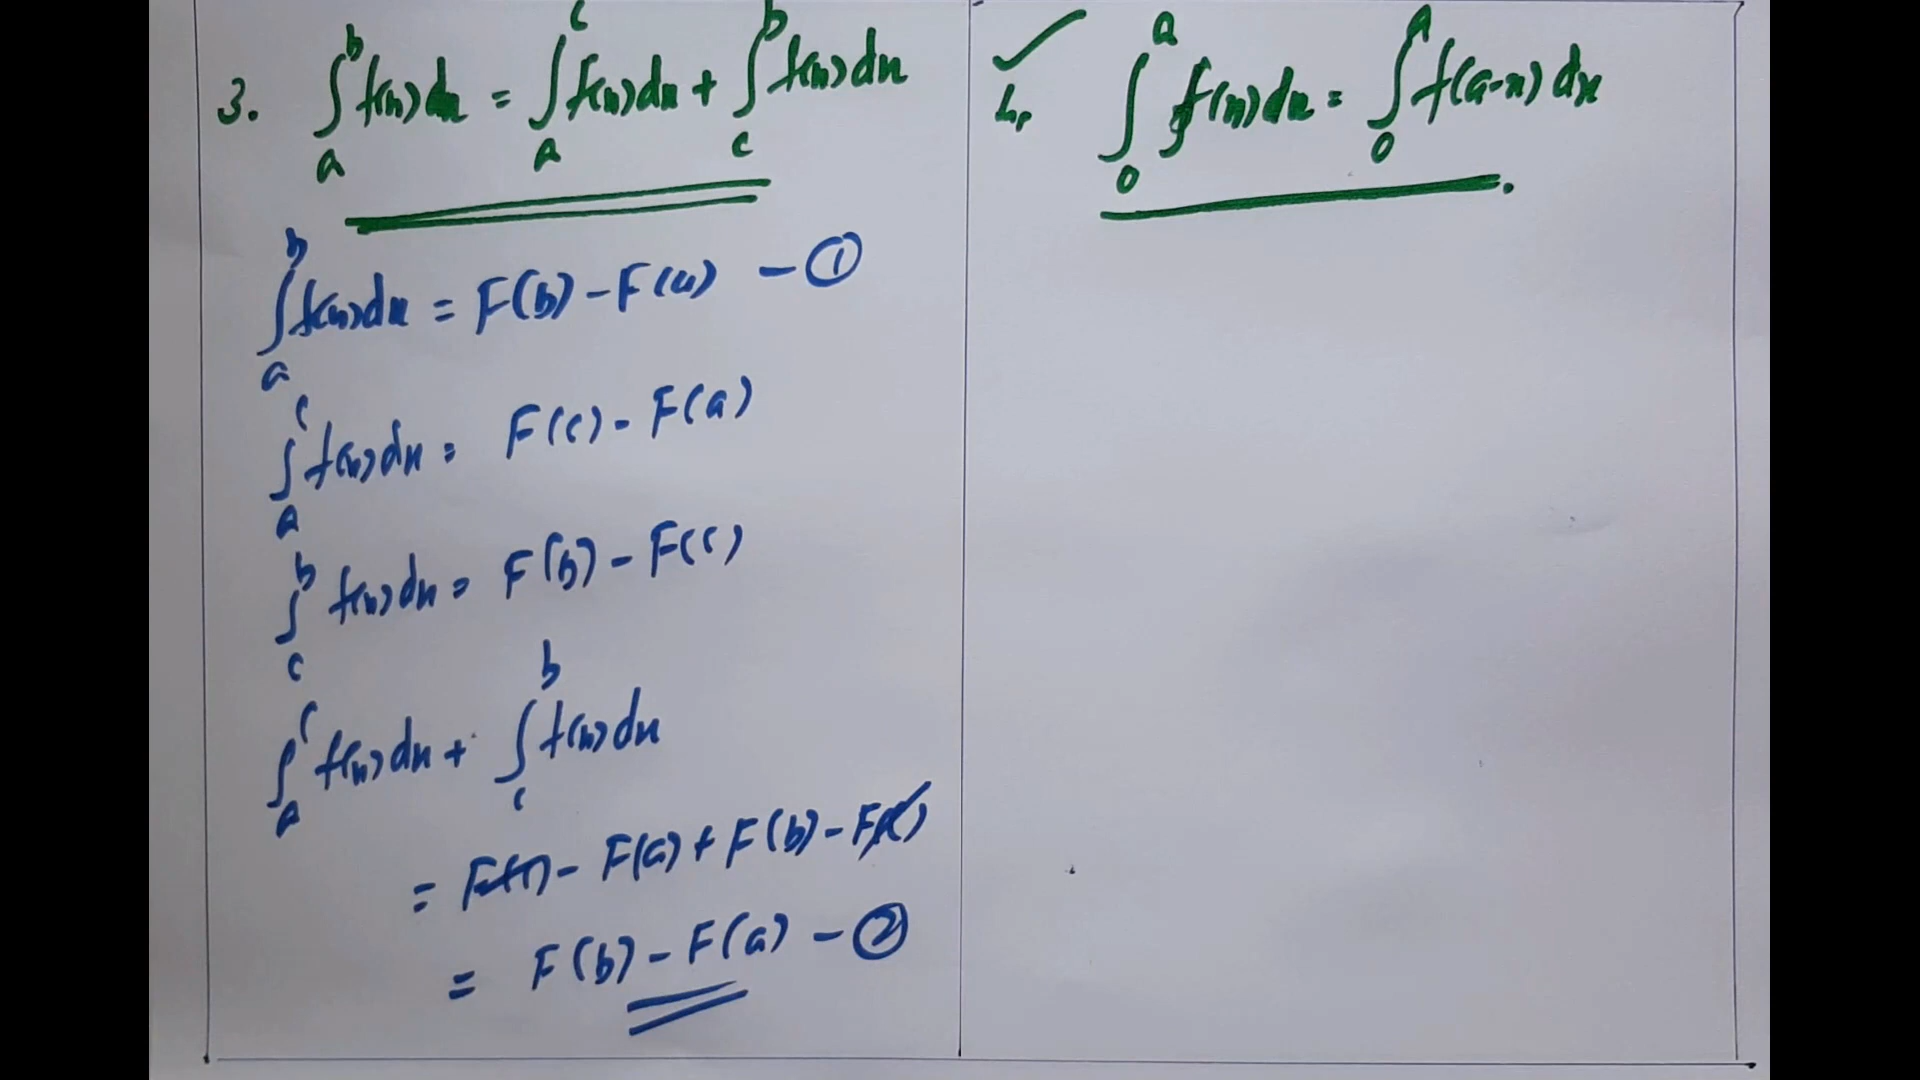 3. ∫_a^b f(x)dx = ∫_a^c f(x)dx + ∫_c^b f(x)dx
∫_a^b f(x)dx = F(b) - F(a) - ①
∫_a^c f(x)dx = F(c) - F(a)
∫_c^b f(x)dx = F(b) - F(c)
∫_a^c f(x)dx + ∫_c^b f(x)dx
= F(c) - F(a) + F(b) - F(c)
= F(b) - F(a) - ②
✓
∫_0^a f(x)dx = ∫_0^a f(a-x) dx.